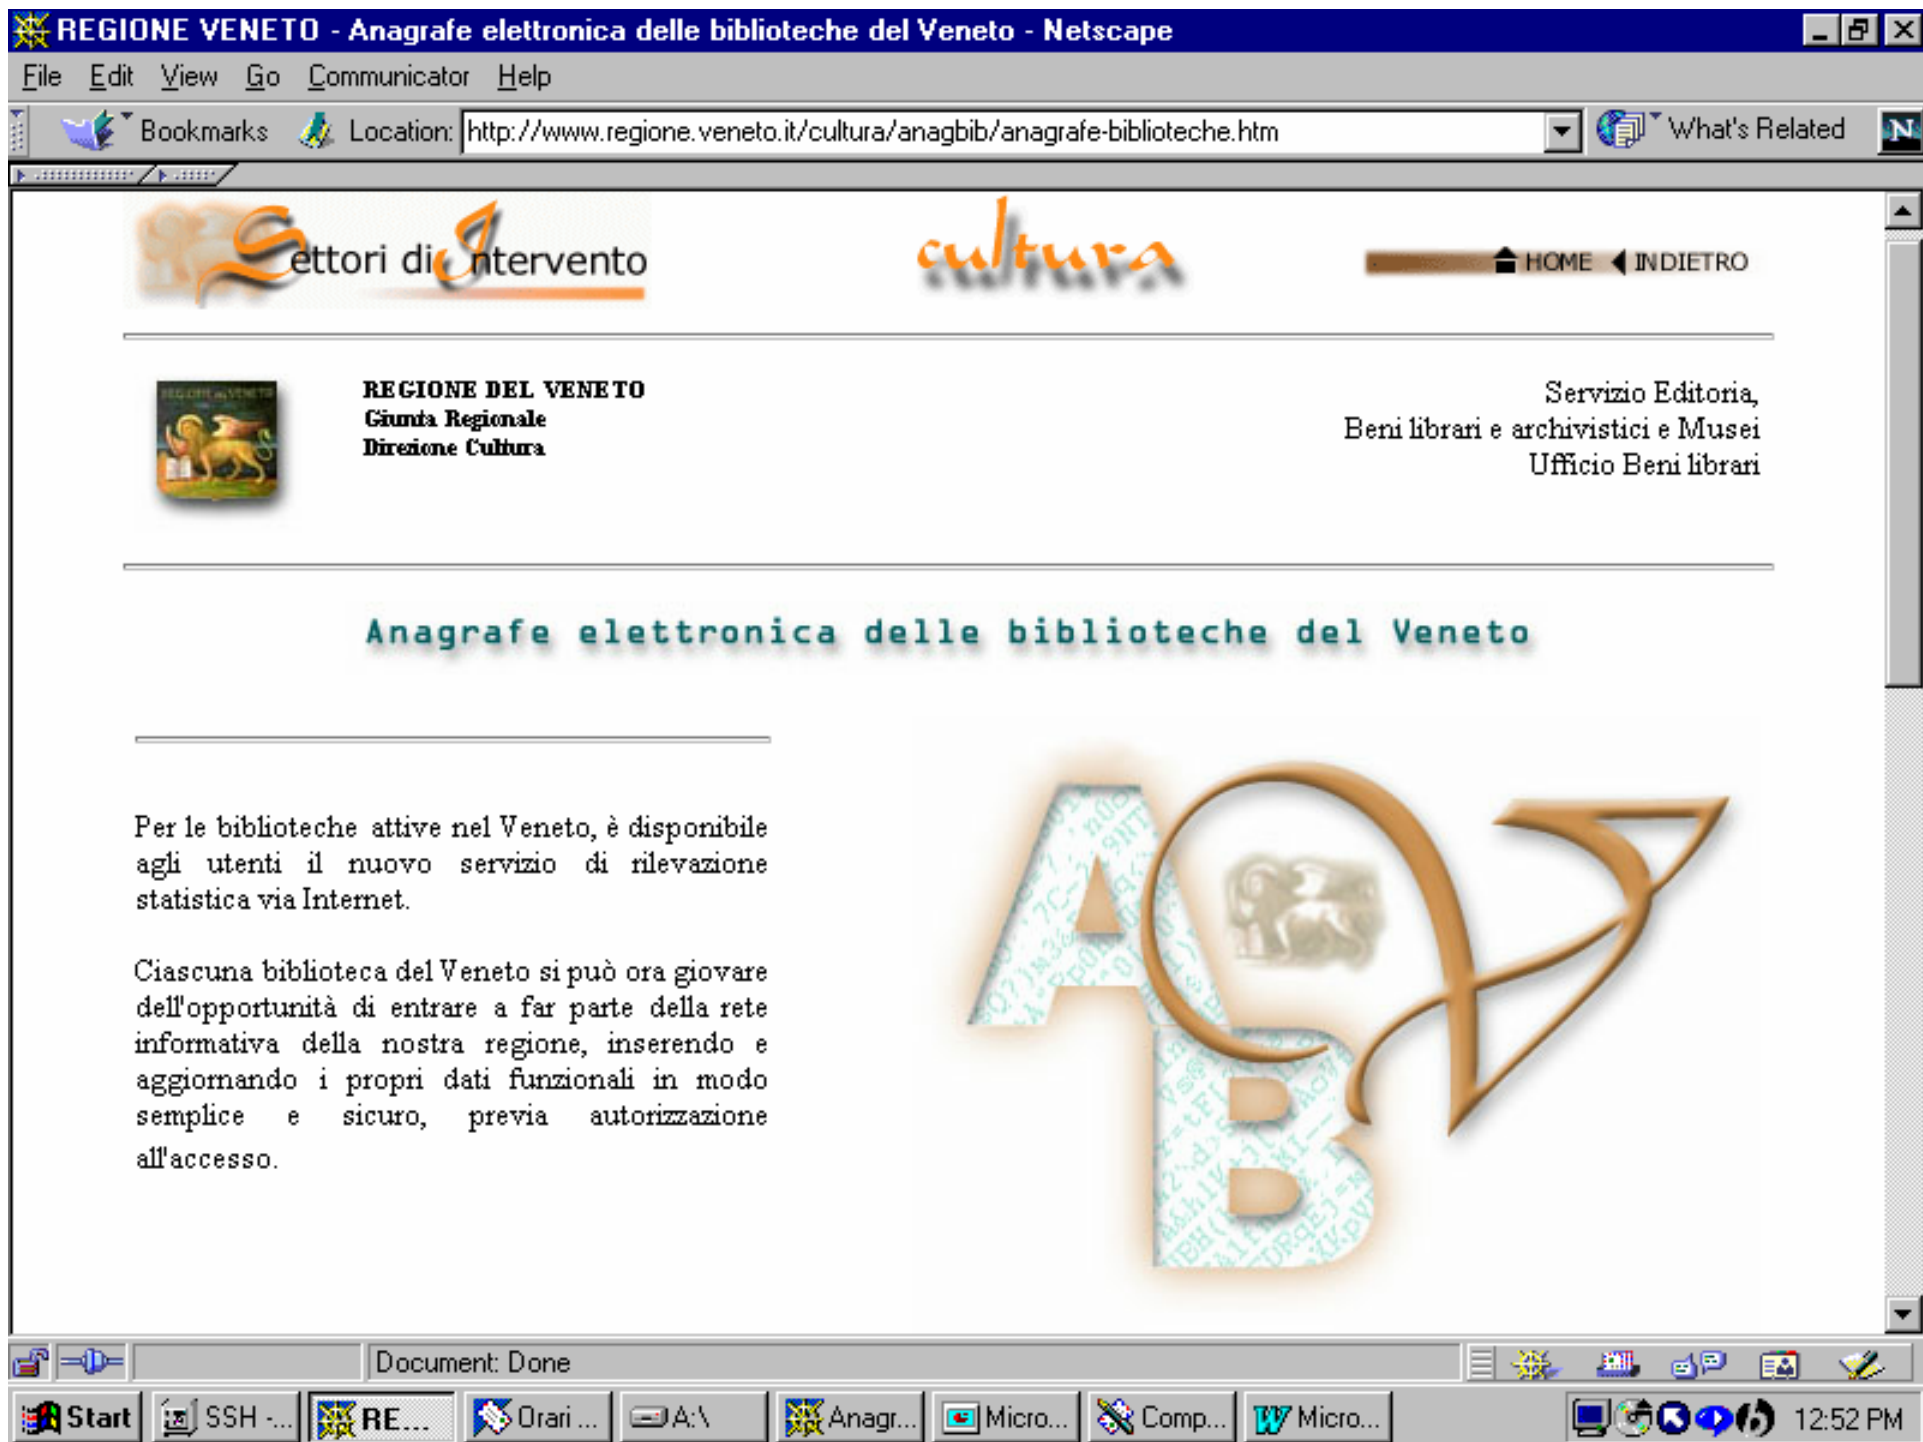 REGIONE VENETO - Anagrafe elettronica delle biblioteche del Veneto - Netscape
File Edit View Go Communicator Help
Bookmarks Location: http://www.regione.veneto.it/cultura/anagbib/anagrafe-biblioteche.htm What's Related N
Settori di Intervento cultura HOME INDIETRO
REGIONE DEL VENETO
Giunta Regionale
Direzione Cultura
Servizio Editoria,
Beni librari e archivistici e Musei
Ufficio Beni librari
Anagrafe elettronica delle biblioteche del Veneto
Per le biblioteche attive nel Veneto, è disponibile
agli utenti il nuovo servizio di rilevazione
statistica via Internet.
Ciascuna biblioteca del Veneto si può ora giovare
dell'opportunità di entrare a far parte della rete
informativa della nostra regione, inserendo e
aggiornando i propri dati funzionali in modo
semplice e sicuro, previa autorizzazione
all'accesso.
A
B
V
Document: Done
Start SSH -... RE... Orari ... A:\ Anagr... Micro... Comp... Micro... 12:52 PM